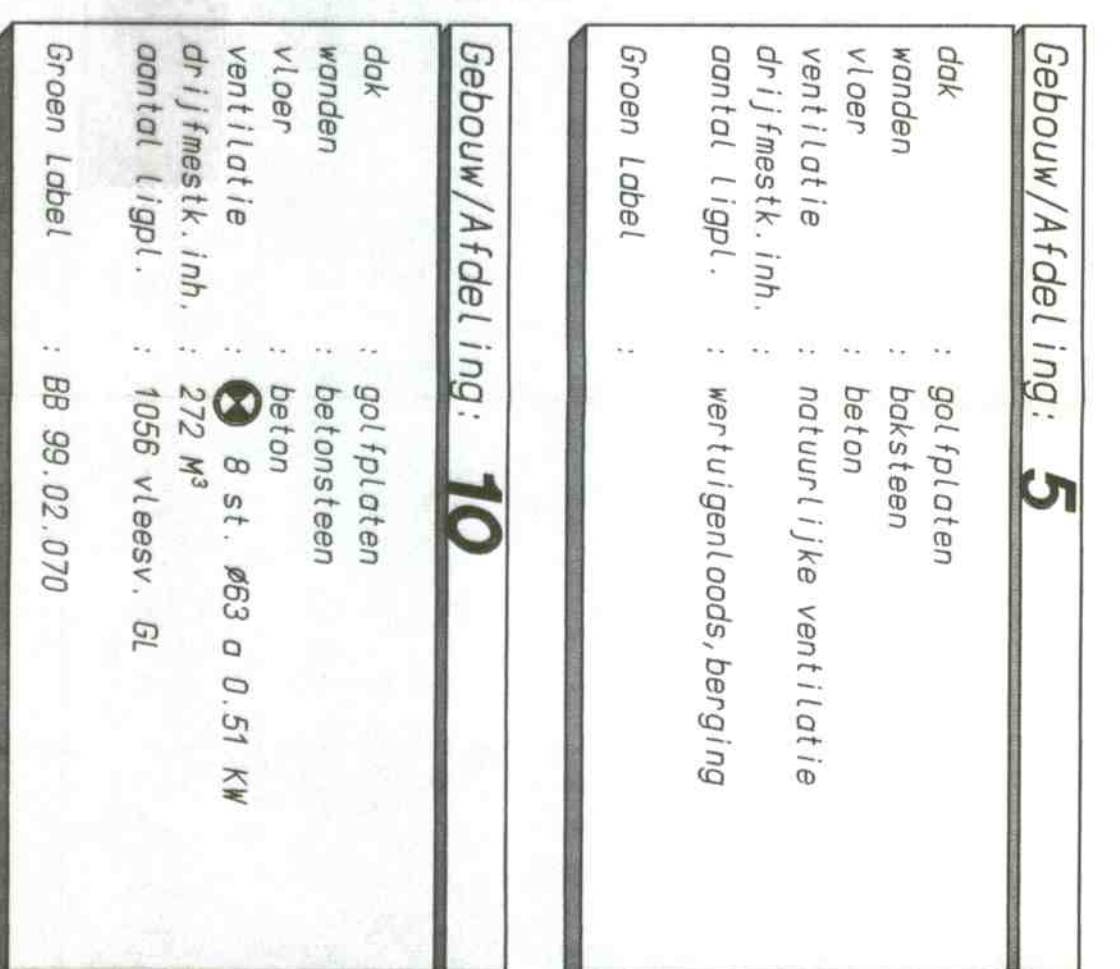 Gebouw/Afdeling: 5
dak : golfplaten
wanden : baksteen
vloer : beton
ventilatie : natuurlijke ventilatie
drijfmestk.inh. :
aantal ligpl. : wertuigenloods,berging
Groen Label :
Gebouw/Afdeling: 10
dak : golfplaten
wanden : betonsteen
vloer : beton
ventilatie : 8 st. ø63 a 0.51 KW
drijfmestk.inh. : 272 M³
aantal ligpl. : 1056 vleesv. GL
Groen Label : BB 99.02.070